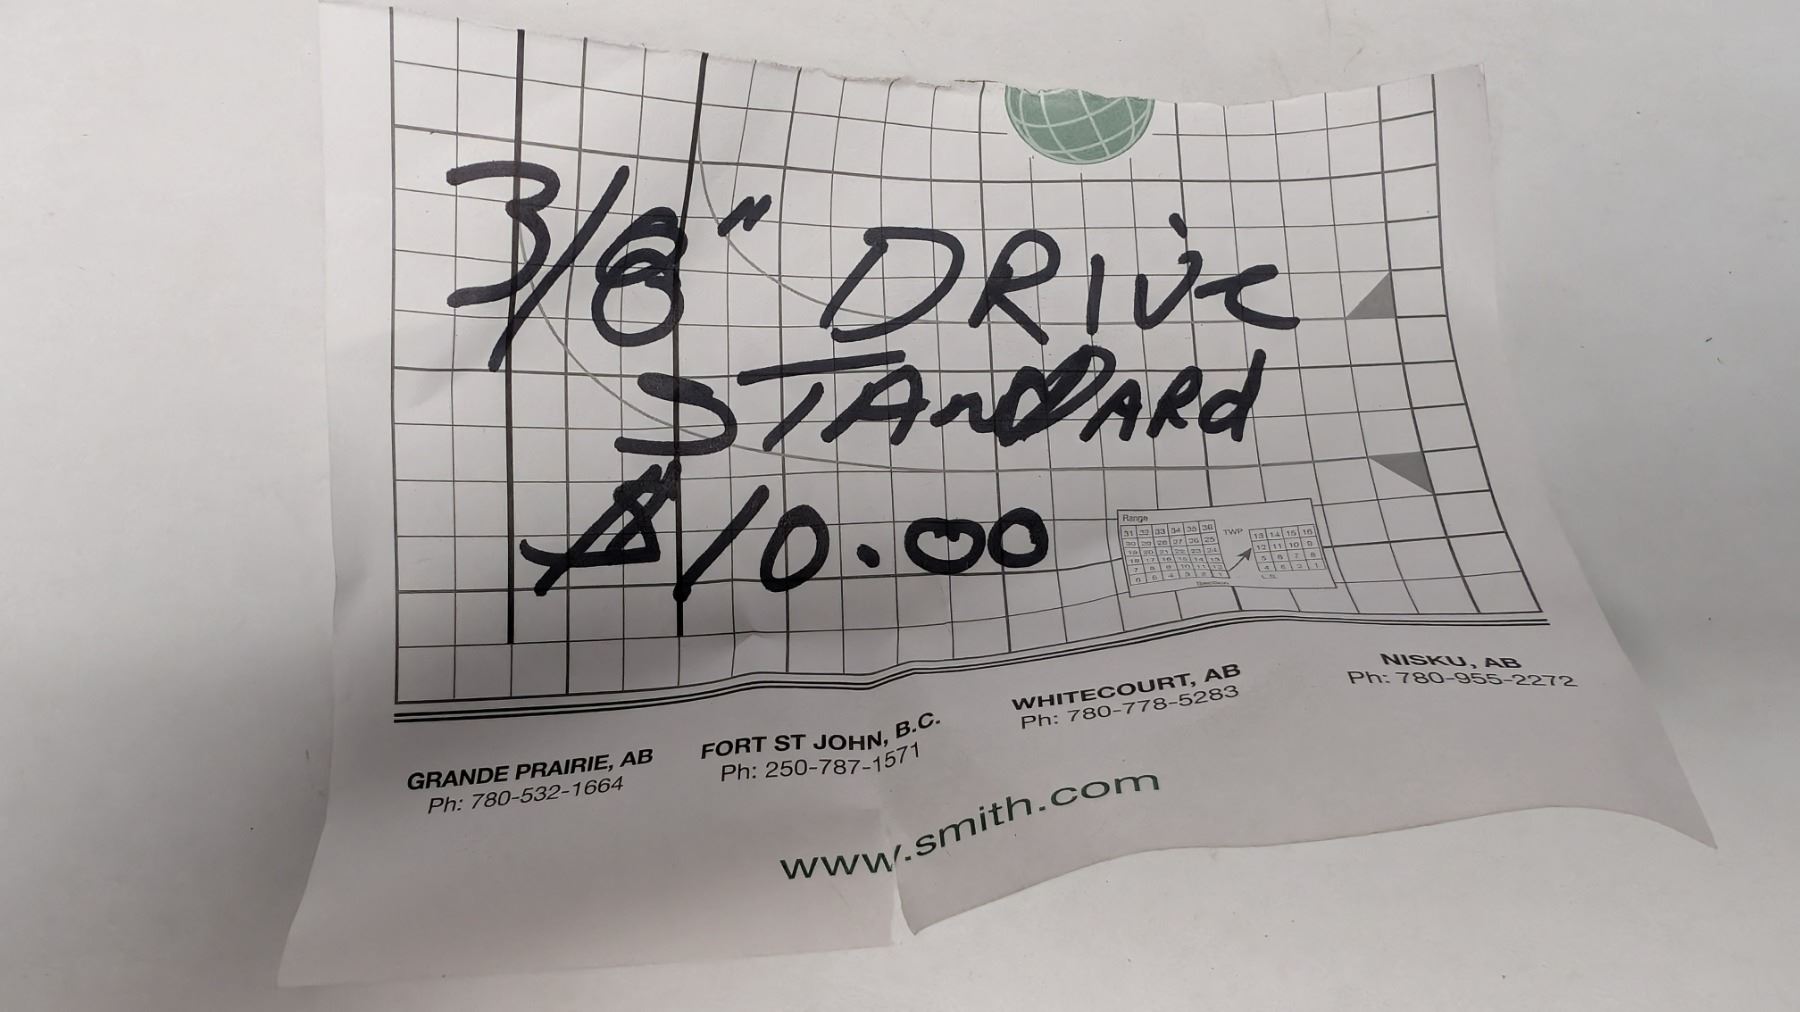 3/8" DRIVE
STANDARD
$10.00
Range
TWP
GRANDE PRAIRIE, AB
Ph: 780-532-1664
FORT ST JOHN, B.C.
Ph: 250-787-1571
WHITECOURT, AB
Ph: 780-778-5283
NISKU, AB
Ph: 780-955-2272
www.smith.com